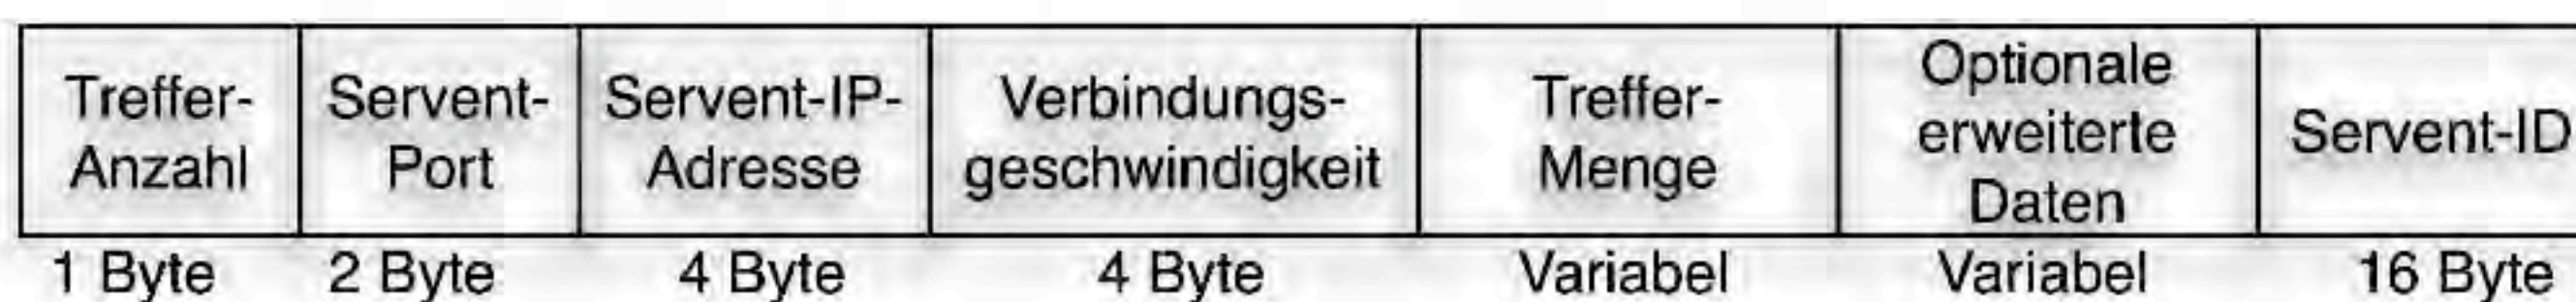 Treffer-
Anzahl
Servent-
Port
Servent-IP-
Adresse
Verbindungs-
geschwindigkeit
Treffer-
Menge
Optionale
erweiterte
Daten
Servent-ID
1 Byte
2 Byte
4 Byte
4 Byte
Variabel
Variabel
16 Byte